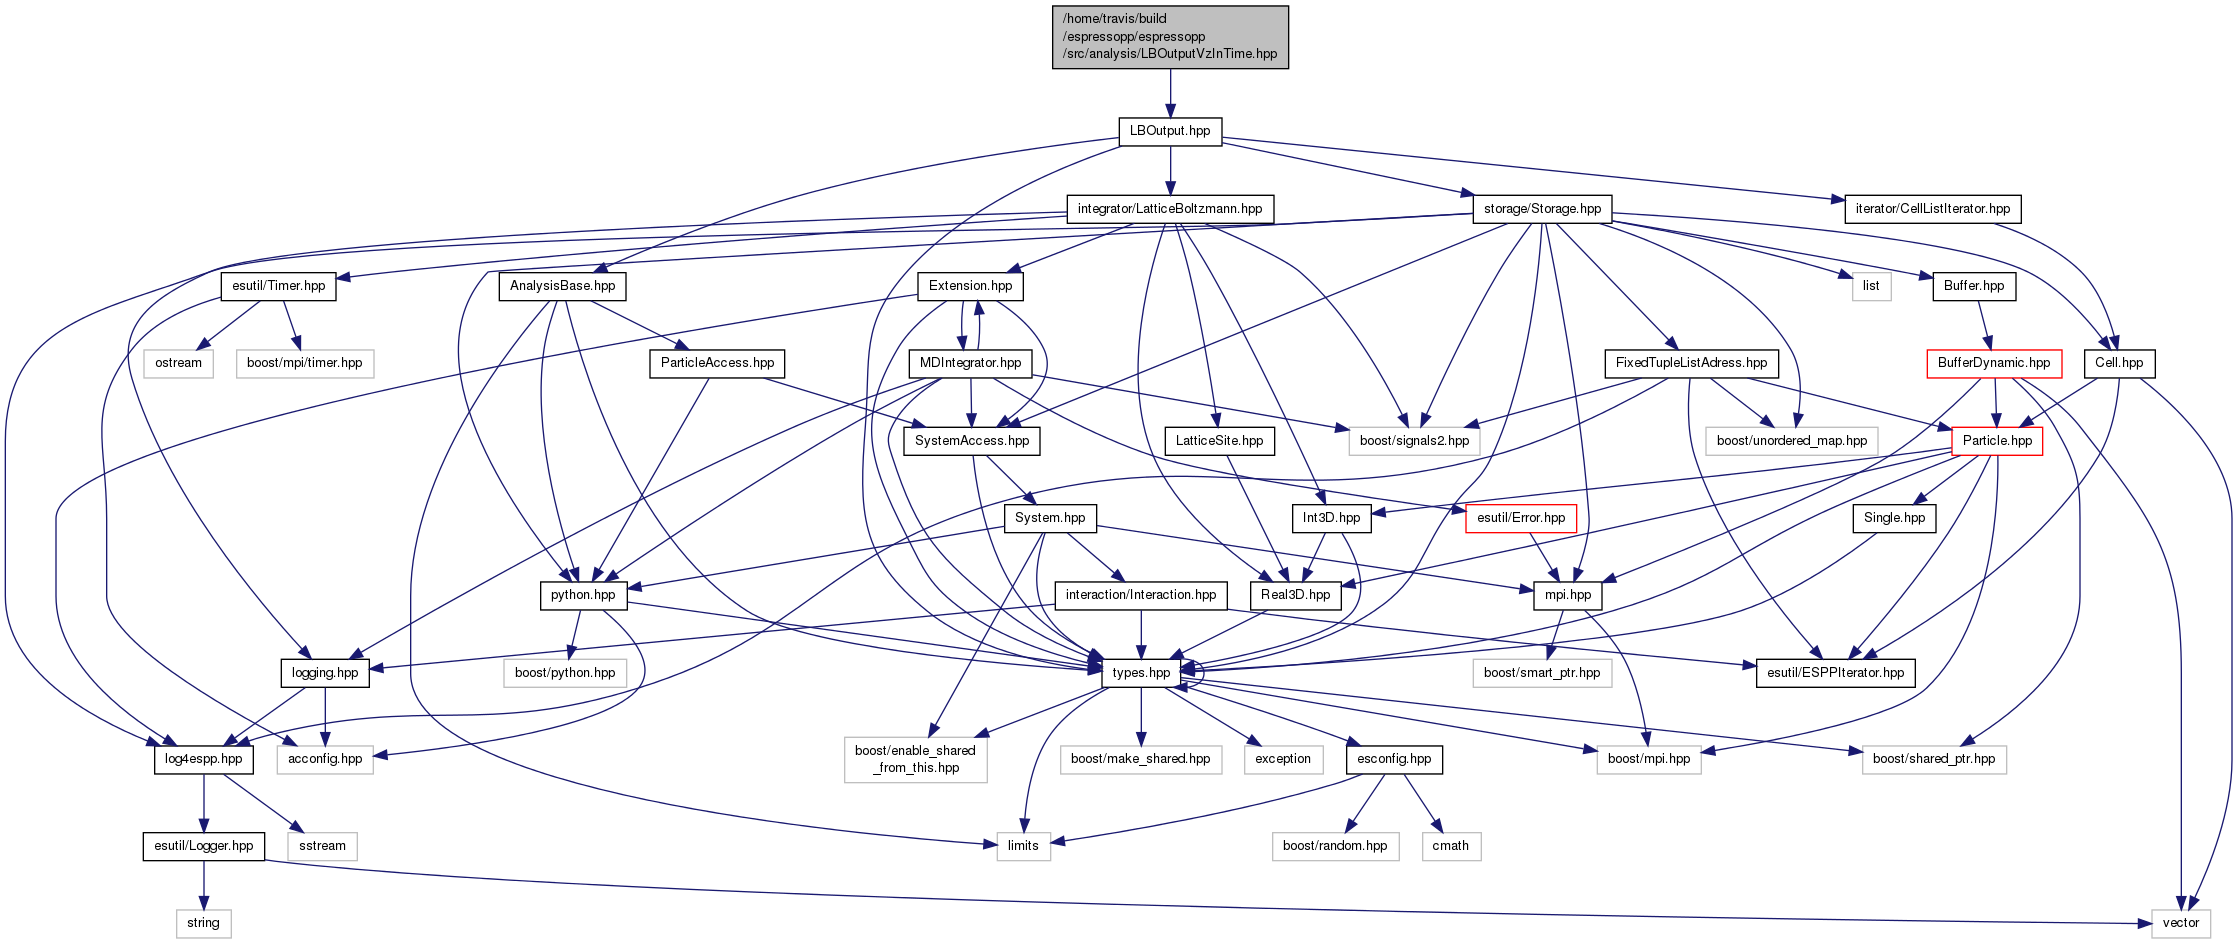 /home/travis/build
/espressopp/espressopp
/src/analysis/LBOutputVzInTime.hpp
LBOutput.hpp
integrator/LatticeBoltzmann.hpp
storage/Storage.hpp
iterator/CellListIterator.hpp
esutil/Timer.hpp
AnalysisBase.hpp
Extension.hpp
list
Buffer.hpp
ostream
boost/mpi/timer.hpp
ParticleAccess.hpp
MDIntegrator.hpp
FixedTupleListAdress.hpp
BufferDynamic.hpp
Cell.hpp
SystemAccess.hpp
LatticeSite.hpp
boost/signals2.hpp
boost/unordered_map.hpp
Particle.hpp
System.hpp
Int3D.hpp
esutil/Error.hpp
Single.hpp
python.hpp
interaction/Interaction.hpp
Real3D.hpp
mpi.hpp
logging.hpp
boost/python.hpp
types.hpp
boost/smart_ptr.hpp
esutil/ESPPIterator.hpp
log4espp.hpp
acconfig.hpp
boost/enable_shared
_from_this.hpp
boost/make_shared.hpp
exception
esconfig.hpp
boost/mpi.hpp
boost/shared_ptr.hpp
esutil/Logger.hpp
sstream
limits
boost/random.hpp
cmath
string
vector